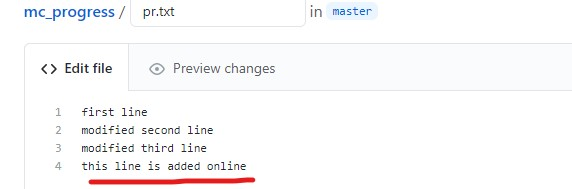 mc_progress / pr.txt in master
<> Edit file Preview changes
1 first line
2 modified second line
3 modified third line
4 this line is added online